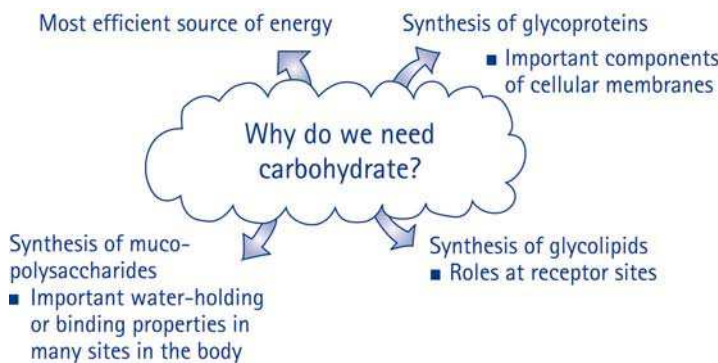 Most efficient source of energy
Synthesis of glycoproteins
■ Important components
of cellular membranes
Why do we need
carbohydrate?
Synthesis of muco-
polysaccharides
■ Important water-holding
or binding properties in
many sites in the body
Synthesis of glycolipids
■ Roles at receptor sites